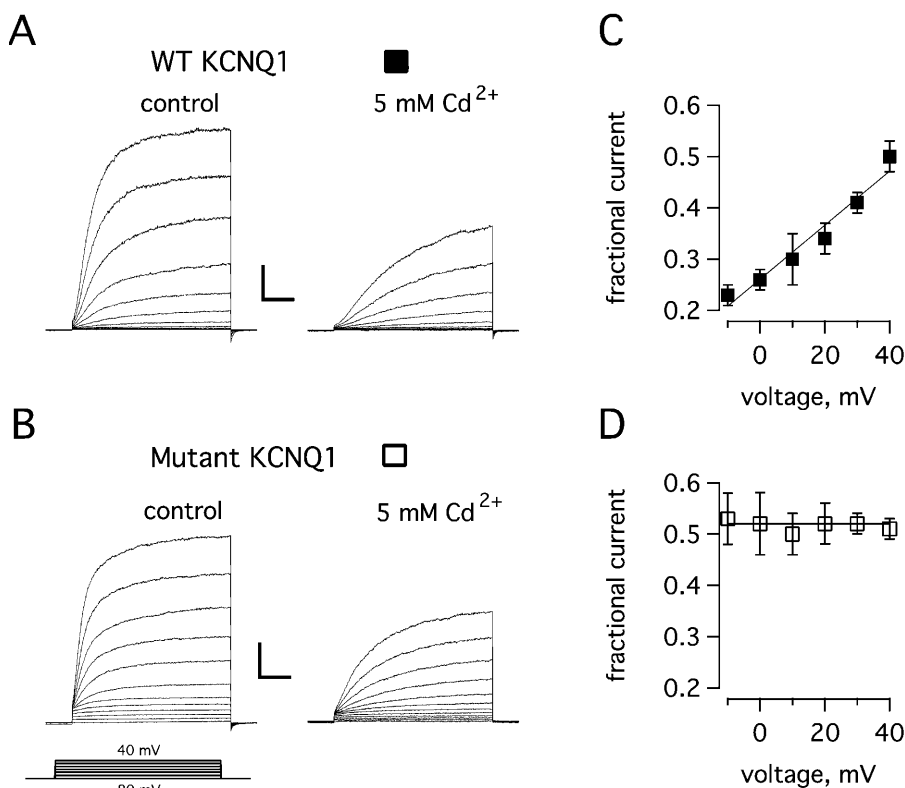 A
WT KCNQ1
control
5 mM Cd2+
B
Mutant KCNQ1
control
5 mM Cd2+
40 mV
C
fractional current
0.6
0.5
0.4
0.3
0.2
0 20 40
voltage, mV
D
fractional current
0.6
0.5
0.4
0.3
0.2
0 20 40
voltage, mV